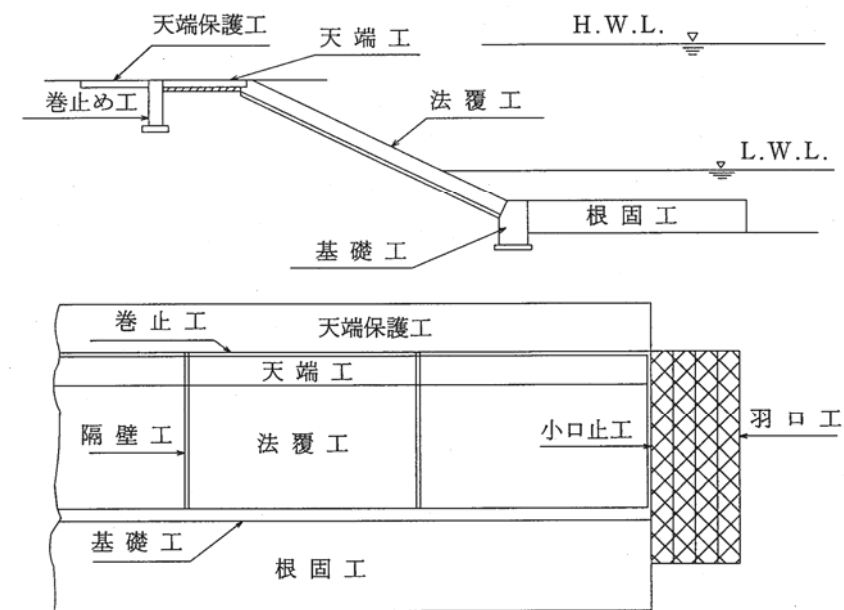 天端保護工
天端工
H.W.L.
巻止め工
法覆工
L.W.L.
根固工
基礎工
巻止工
天端保護工
天端工
隔壁工
法覆工
小口止工
羽口工
基礎工
根固工